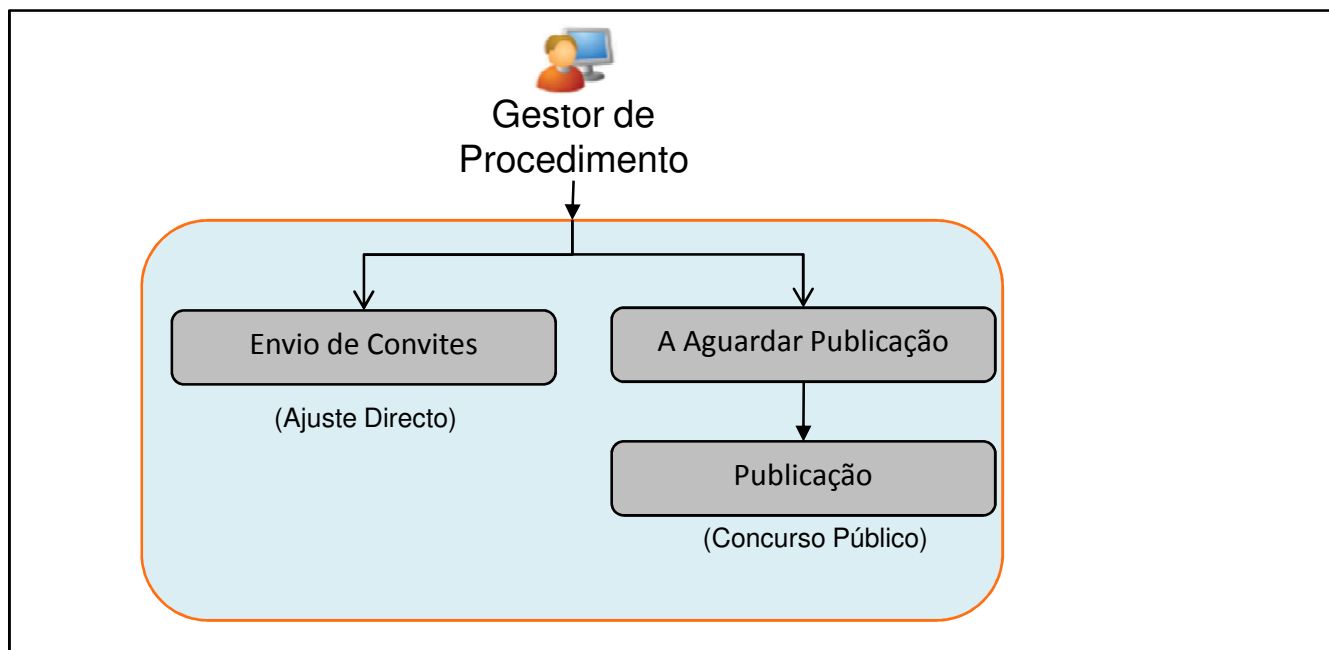 Gestor de
Procedimento
Envio de Convites
(Ajuste Directo)
A Aguardar Publicação
Publicação
(Concurso Público)